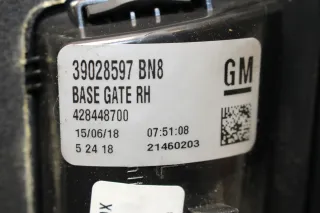 39028597 BN8
GM
BASE GATE RH
428448700
15/06/18 07:51:08
5 24 18 21460203